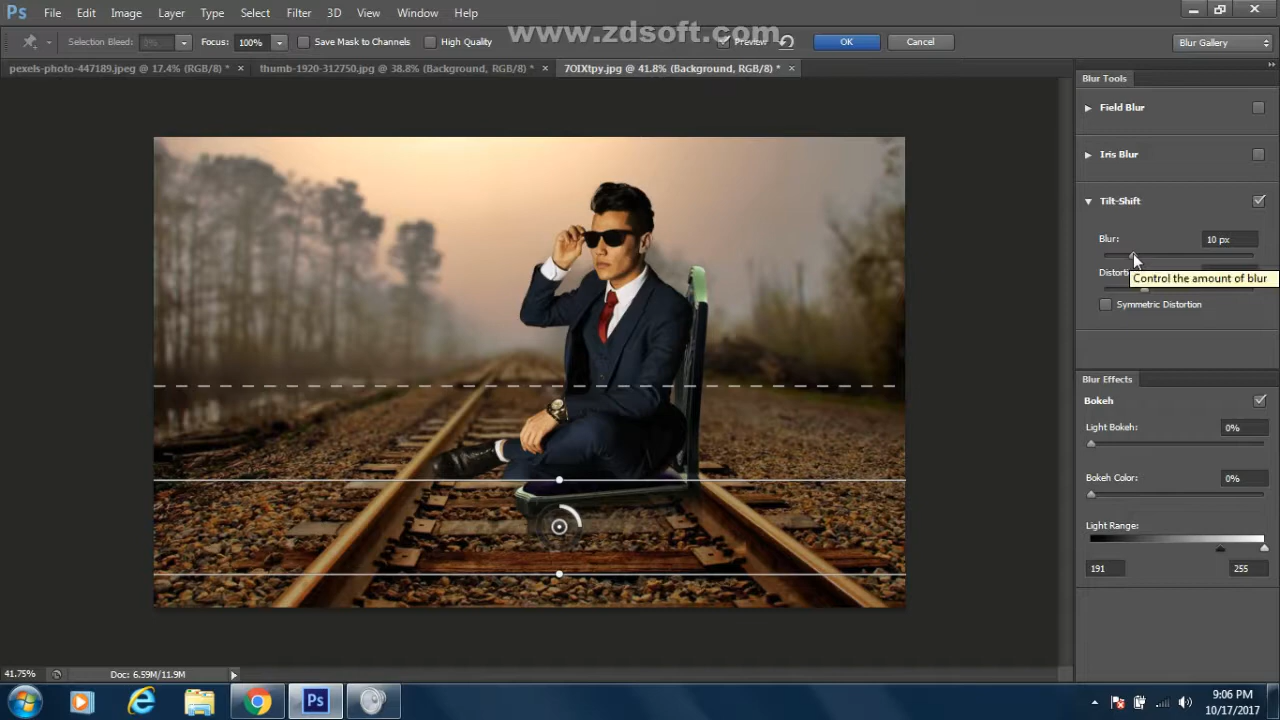 Ps File Edit Image Layer Type Select Filter 3D View Window Help
www.zdsoft.com
Selection Bleed: 0% Focus: 100% Save Mask to Channels High Quality Preview OK Cancel Blur Gallery
pexels-photo-447189.jpeg @ 17.4% (RGB/8) * × thumb-1920-312750.jpg @ 38.8% (Background, RGB/8) * × 7OIXtpy.jpg @ 41.8% (Background, RGB/8) * ×
Blur Tools
Field Blur
Iris Blur
Tilt-Shift
Blur: 10 px
Control the amount of blur
Symmetric Distortion
Blur Effects
Bokeh
Light Bokeh: 0%
Bokeh Color: 0%
Light Range:
191 255
41.75% Doc: 6.59M/11.9M
Ps
9:06 PM
10/17/2017